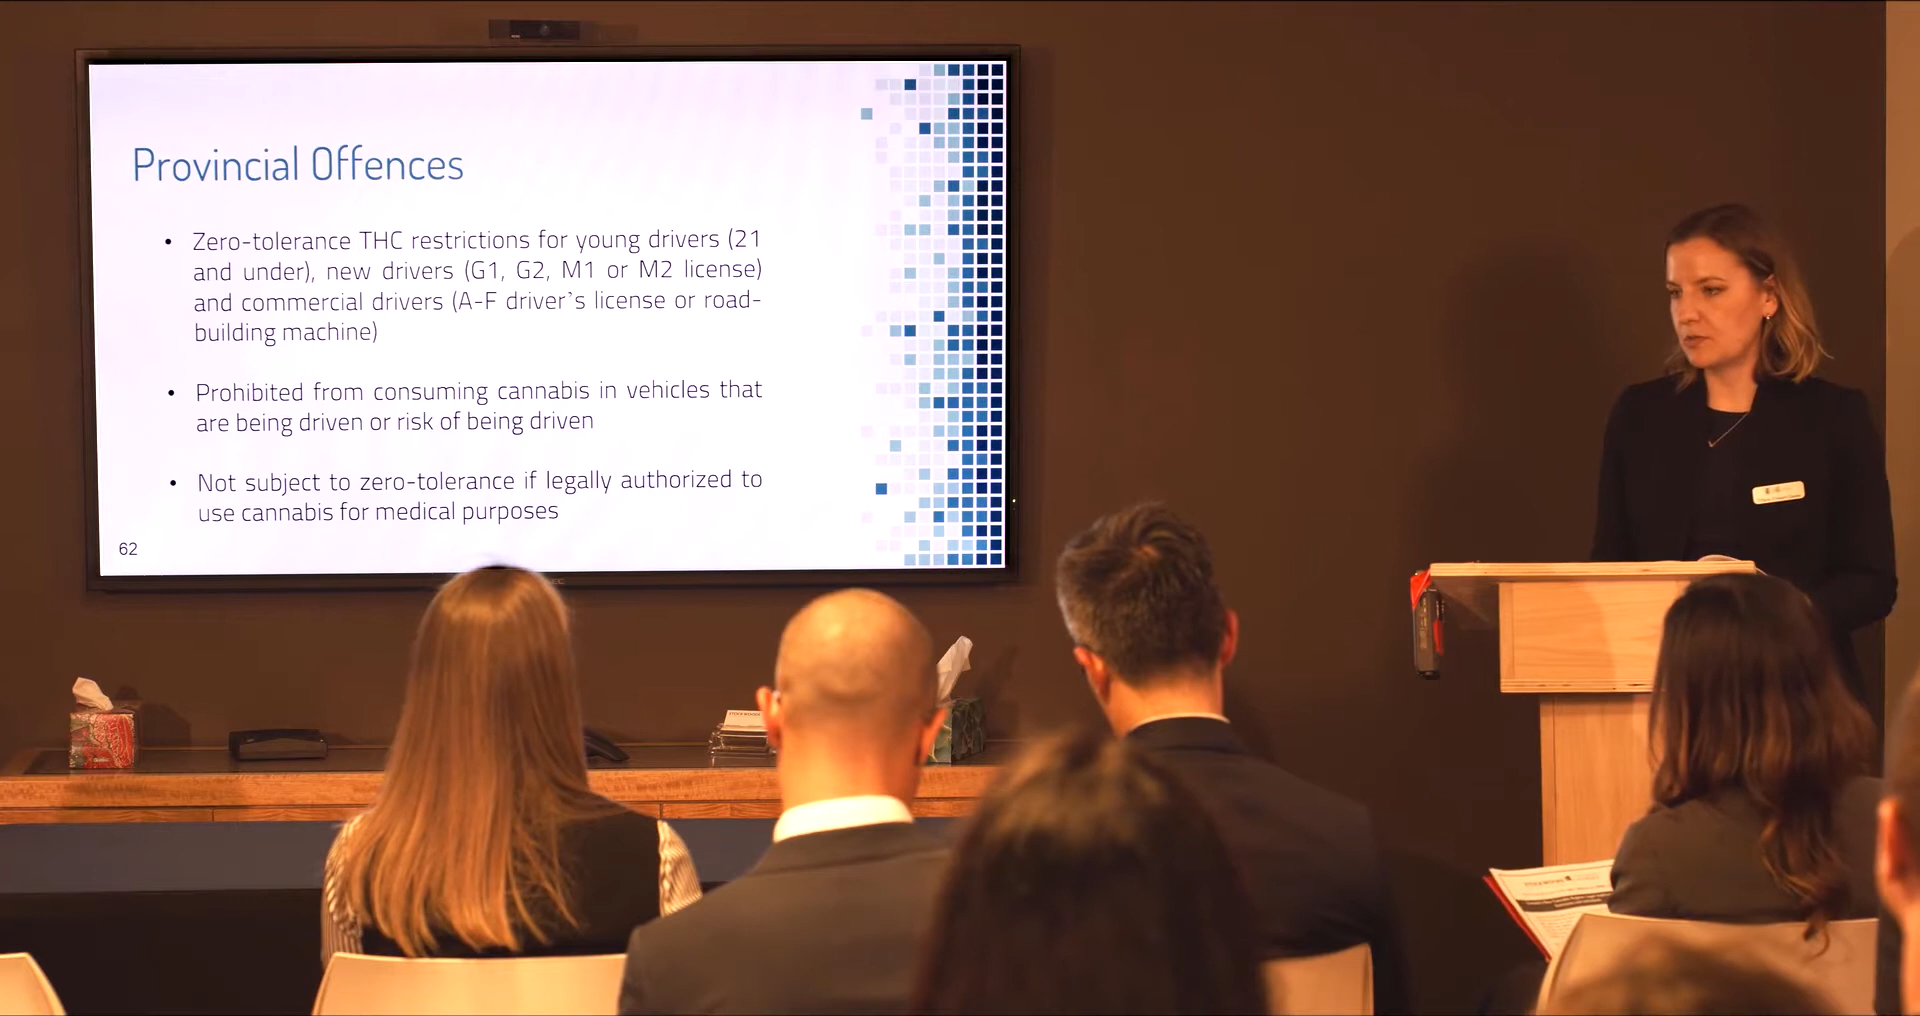 Provincial Offences
• Zero-tolerance THC restrictions for young drivers (21
and under), new drivers (G1, G2, M1 or M2 license)
and commercial drivers (A-F driver's license or road-
building machine)
• Prohibited from consuming cannabis in vehicles that
are being driven or risk of being driven
• Not subject to zero-tolerance if legally authorized to
use cannabis for medical purposes
62